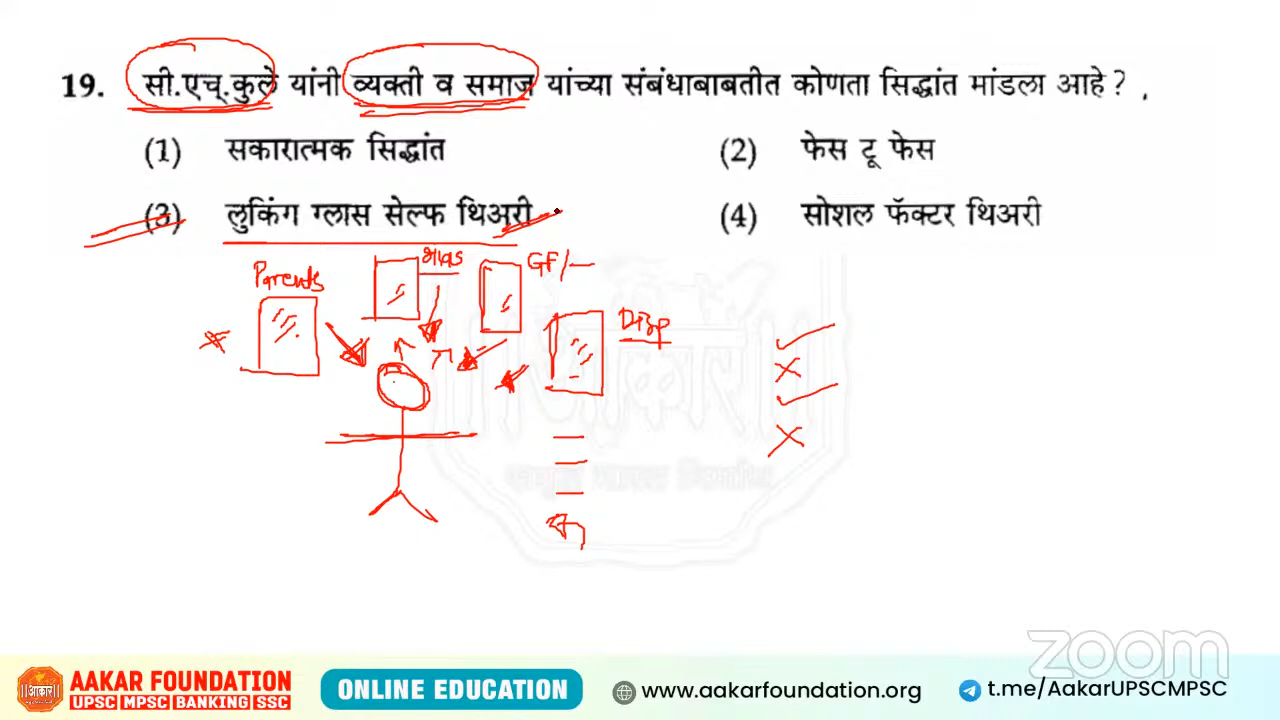 19. सी.एच्.कुले यांनी व्यक्ती व समाज यांच्या संबंधाबाबतीत कोणता सिद्धांत मांडला आहे ?
(1) सकारात्मक सिद्धांत (2) फेस टू फेस
(3) लुकिंग ग्लास सेल्फ थिअरी (4) सोशल फॅक्टर थिअरी
Parents GF/—
zoom
आकार AAKAR FOUNDATION
UPSC MPSC BANKING SSC
ONLINE EDUCATION
www.aakarfoundation.org
t.me/AakarUPSCMPSC